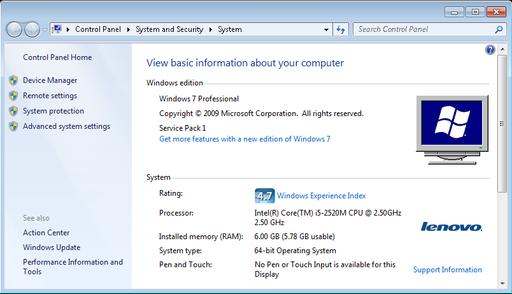 Control Panel
System and Security
System
Search Control Panel
Control Panel Home
Device Manager
Remote settings
System protection
Advanced system settings
See also
Action Center
Windows Update
Performance Information and
Tools
View basic information about your computer
Windows edition
Windows 7 Professional
Copyright © 2009 Microsoft Corporation. All rights reserved.
Service Pack 1
Get more features with a new edition of Windows 7
System
Rating: 4,7 Windows Experience Index
Processor: Intel(R) Core(TM) i5-2520M CPU @ 2.50GHz
2.50 GHz
Installed memory (RAM): 6.00 GB (5.78 GB usable)
System type: 64-bit Operating System
Pen and Touch: No Pen or Touch Input is available for this
Display
lenovo
Support Information